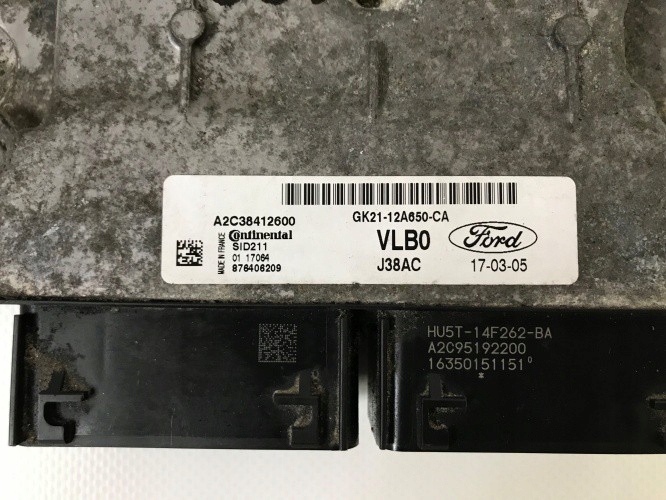 A2C38412600
MADE IN FRANCE
Continental
SID211
01 17064
876406209
GK21-12A650-CA
VLB0
Ford
J38AC
17-03-05
HU5T-14F262-BA
A2C95192200
16350151151⁰
*